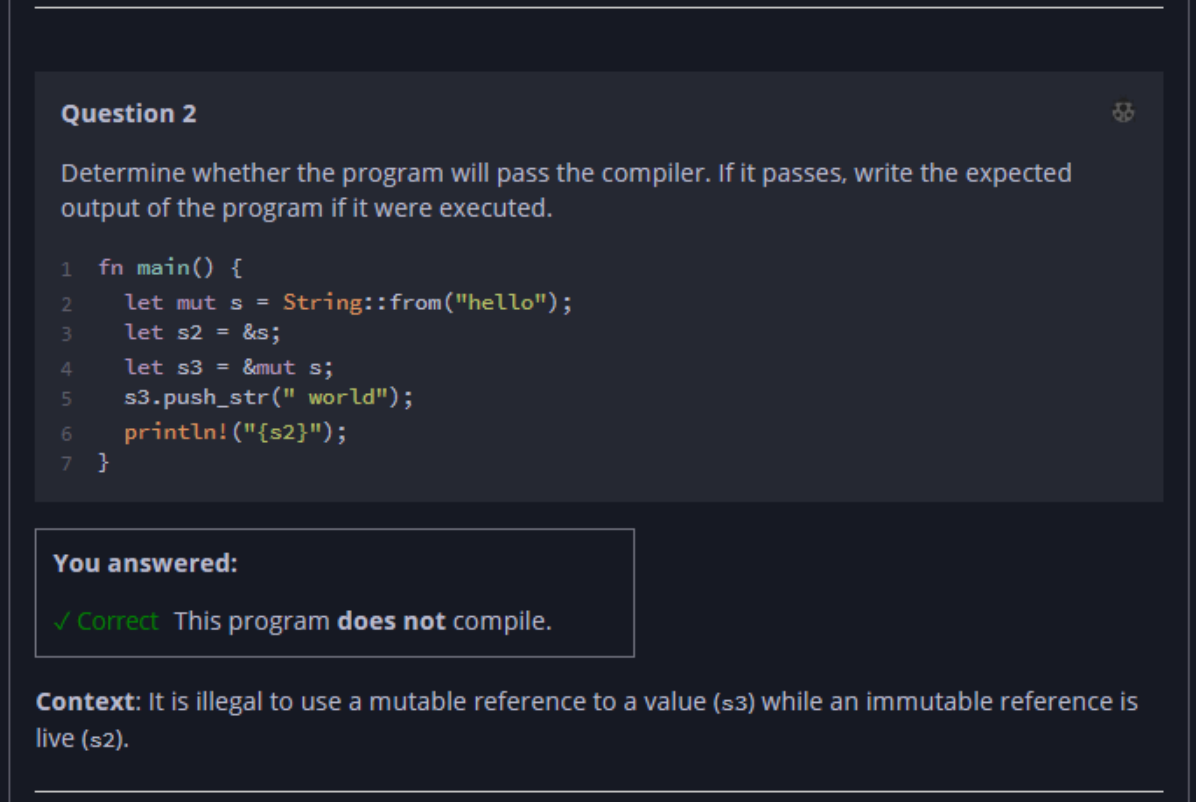 Question 2
Determine whether the program will pass the compiler. If it passes, write the expected
output of the program if it were executed.
1 fn main() {
2   let mut s = String::from("hello");
3   let s2 = &s;
4   let s3 = &mut s;
5   s3.push_str(" world");
6   println!("{s2}");
7 }
You answered:
✓ Correct This program does not compile.
Context: It is illegal to use a mutable reference to a value (s3) while an immutable reference is
live (s2).